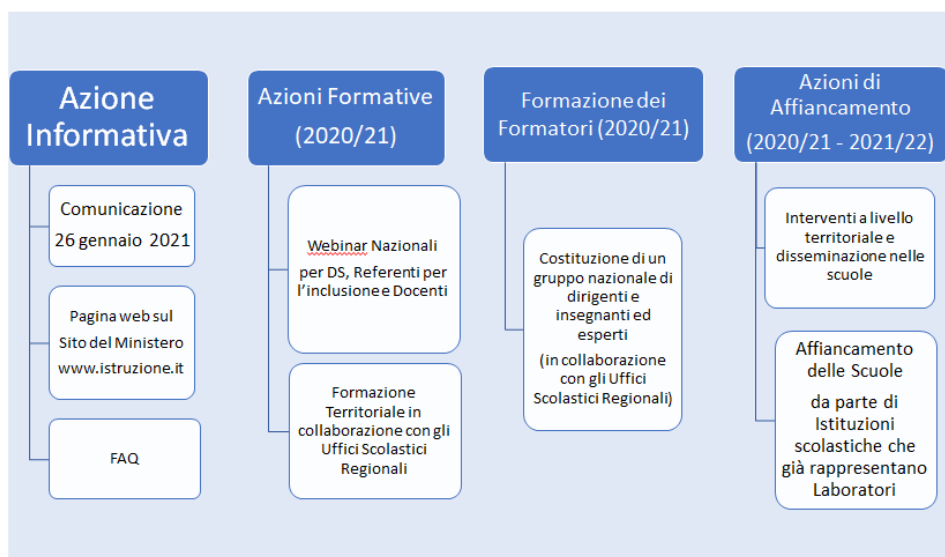 Azione
Informativa
Comunicazione
26 gennaio 2021
Pagina web sul
Sito del Ministero
www.istruzione.it
FAQ
Azioni Formative
(2020/21)
Webinar Nazionali
per DS, Referenti per
l'inclusione e Docenti
Formazione
Territoriale in
collaborazione con gli
Uffici Scolastici
Regionali
Formazione dei
Formatori (2020/21)
Costituzione di un
gruppo nazionale di
dirigenti e
insegnanti ed
esperti
(in collaborazione
con gli Uffici
Scolastici Regionali)
Azioni di
Affiancamento
(2020/21 - 2021/22)
Interventi a livello
territoriale e
disseminazione nelle
scuole
Affiancamento
delle Scuole
da parte di
Istituzioni
scolastiche che
già rappresentano
Laboratori